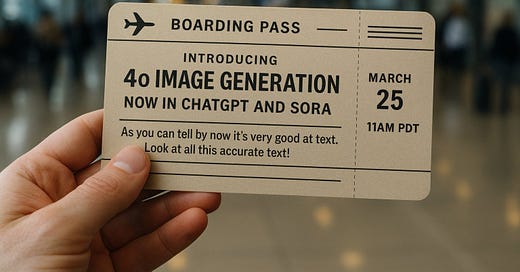 BOARDING PASS
INTRODUCING
4o IMAGE GENERATION
NOW IN CHATGPT AND SORA
As you can tell by now it's very good at text.
Look at all this accurate text!
MARCH
25
11AM PDT